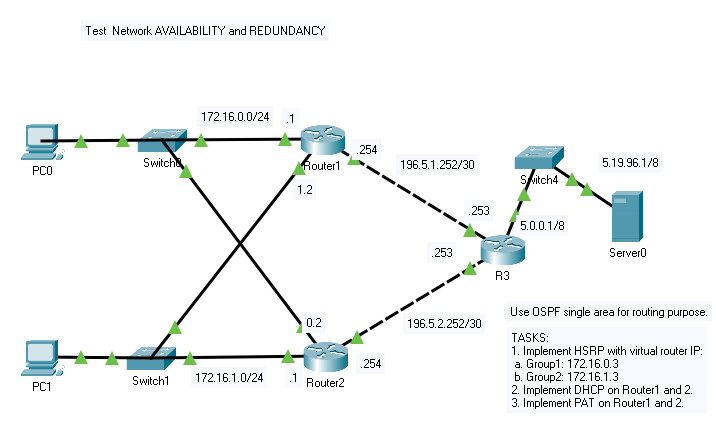 Test  Network AVAILABILITY and REDUNDANCY
172.16.0.0/24
.1
PC0
Switch0
Router1
.254
196.5.1.252/30
1.2
.253
Switch4
5.19.96.1/8
5.0.0.1/8
Server0
.253
R3
0.2
196.5.2.252/30
PC1
Switch1
172.16.1.0/24
.1
Router2
.254
Use OSPF single area for routing purpose.
TASKS:
1. Implement HSRP with virtual router IP:
a. Group1: 172.16.0.3
b. Group2: 172.16.1.3
2. Implement DHCP on Router1 and 2.
3. Implement PAT on Router1 and 2.